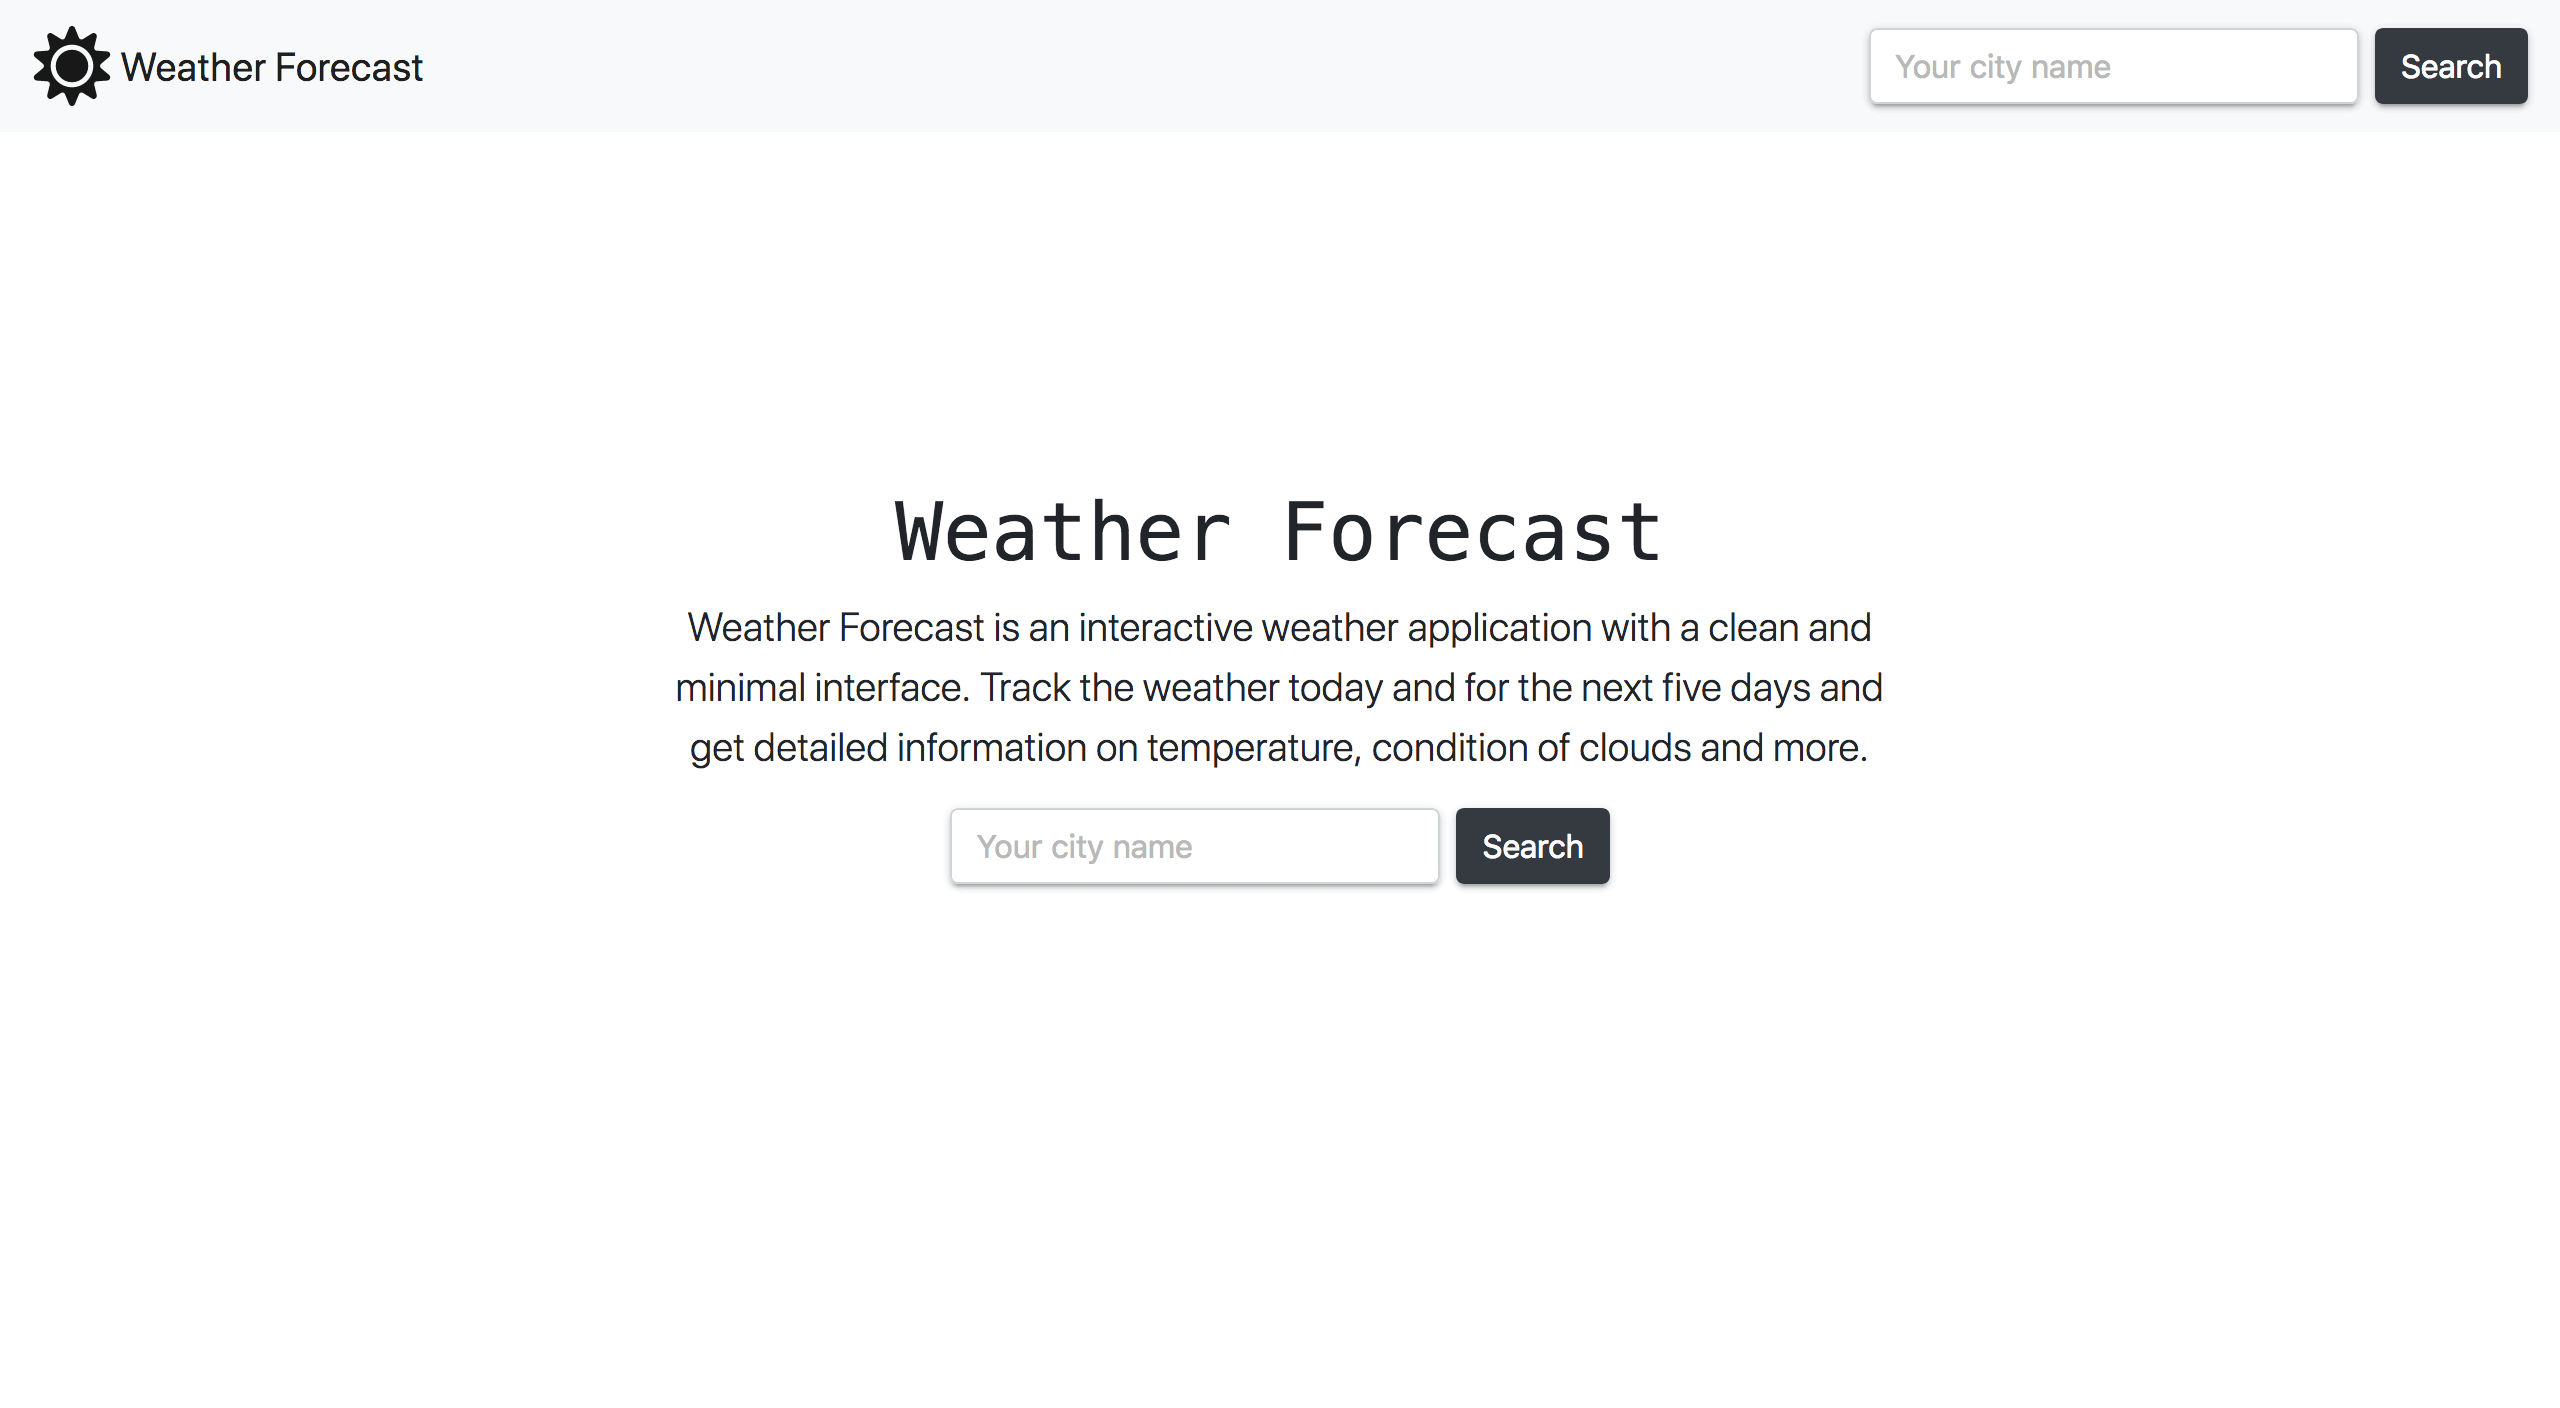 Weather Forecast
Your city name
Search
Weather Forecast
Weather Forecast is an interactive weather application with a clean and
minimal interface. Track the weather today and for the next five days and
get detailed information on temperature, condition of clouds and more.
Your city name
Search